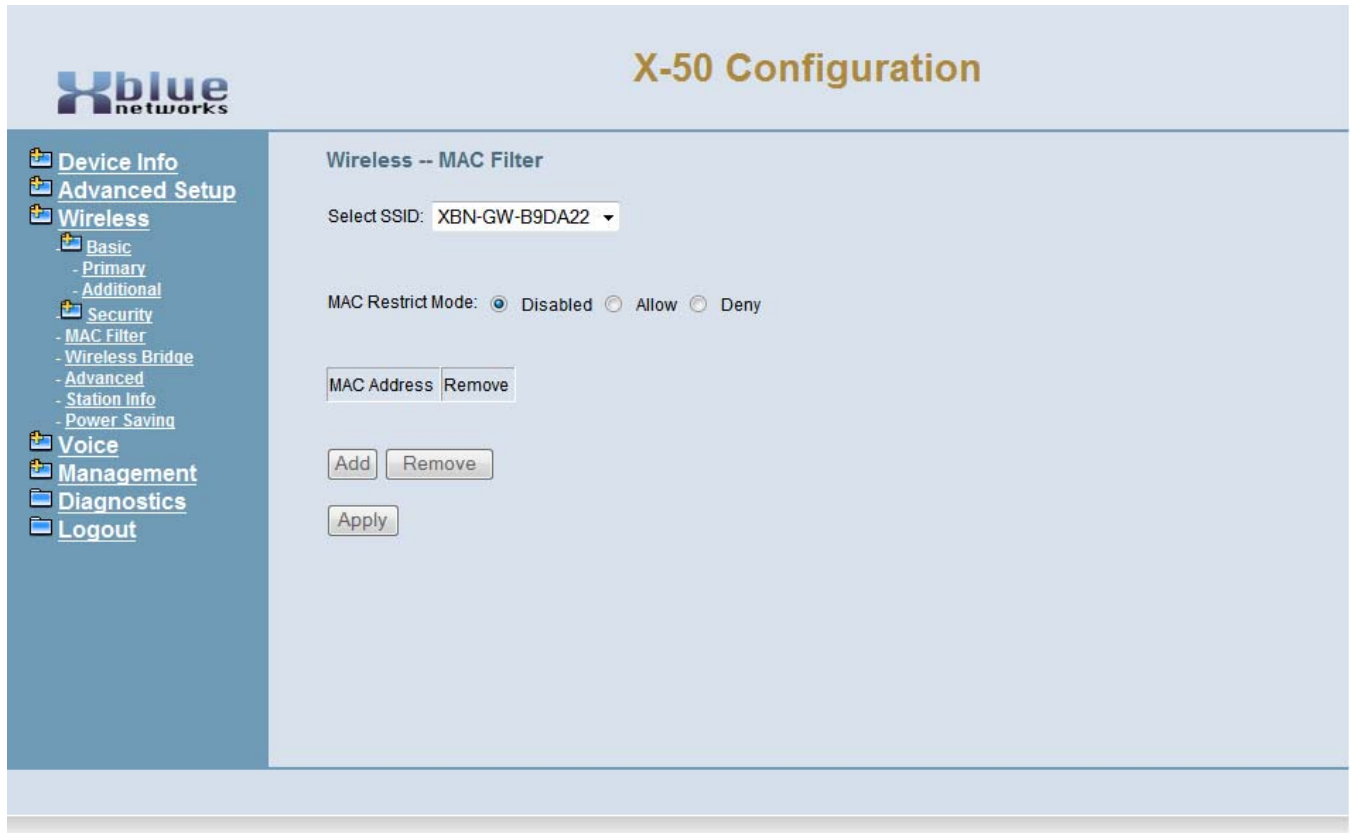 Xblue
networks
X-50 Configuration
Device Info
Advanced Setup
Wireless
- Basic
- Primary
- Additional
- Security
- MAC Filter
- Wireless Bridge
- Advanced
- Station Info
- Power Saving
Voice
Management
Diagnostics
Logout
Wireless -- MAC Filter
Select SSID: XBN-GW-B9DA22
MAC Restrict Mode: Disabled Allow Deny
MAC Address Remove
Add Remove
Apply